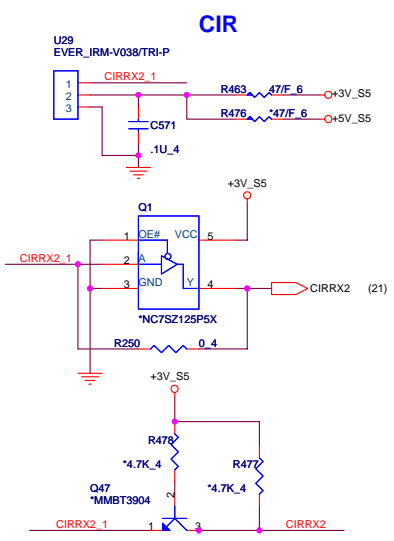 CIR
U29
EVER_IRM-V038/TRI-P
1
2
3
CIRRX2_1
R463
47/F_6
+3V_S5
R476
*47/F_6
+5V_S5
C571
.1U_4
+3V_S5
Q1
1
OE#
VCC
5
CIRRX2_1
2
A
3
GND
Y
4
CIRRX2
(21)
*NC7SZ125P5X
R250
0_4
+3V_S5
R478
*4.7K_4
R477
*4.7K_4
Q47
*MMBT3904
2
CIRRX2_1
1
3
CIRRX2